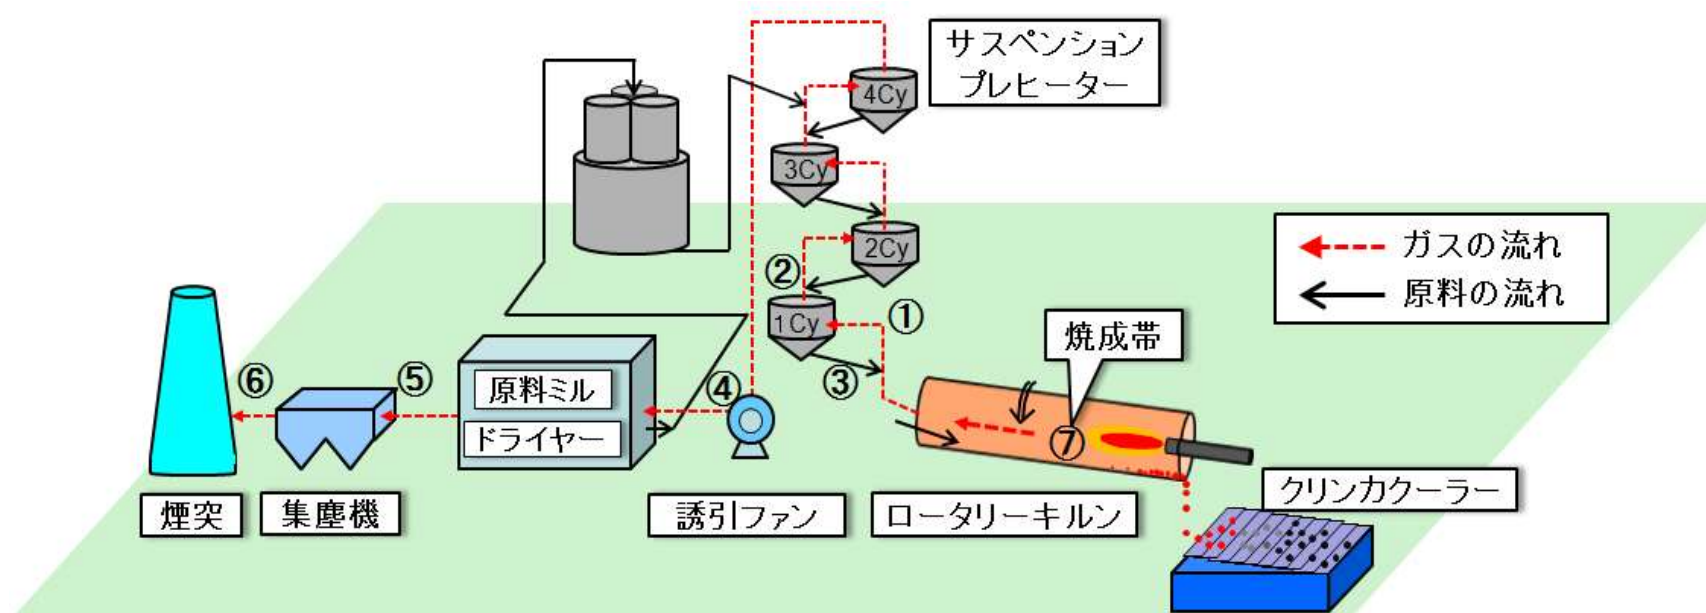 サスペンション
プレヒーター
4Cy
3Cy
2Cy
②
1Cy
①
③
ガスの流れ
原料の流れ
焼成帯
⑦
④
⑤
⑥
原料ミル
ドライヤー
煙突
集塵機
誘引ファン
ロータリーキルン
クリンカクーラー